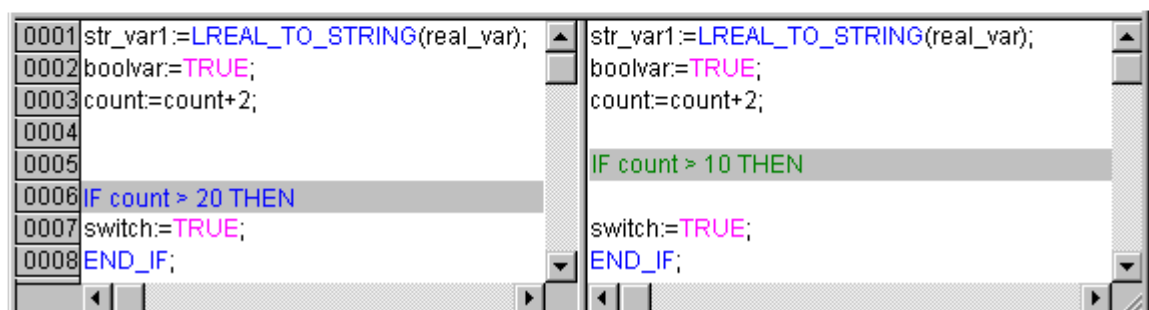 0001 str_var1:=LREAL_TO_STRING(real_var);
0002 boolvar:=TRUE;
0003 count:=count+2;
0004
0005
0006 IF count > 20 THEN
0007 switch:=TRUE;
0008 END_IF;
str_var1:=LREAL_TO_STRING(real_var);
boolvar:=TRUE;
count:=count+2;
IF count > 10 THEN
switch:=TRUE;
END_IF;